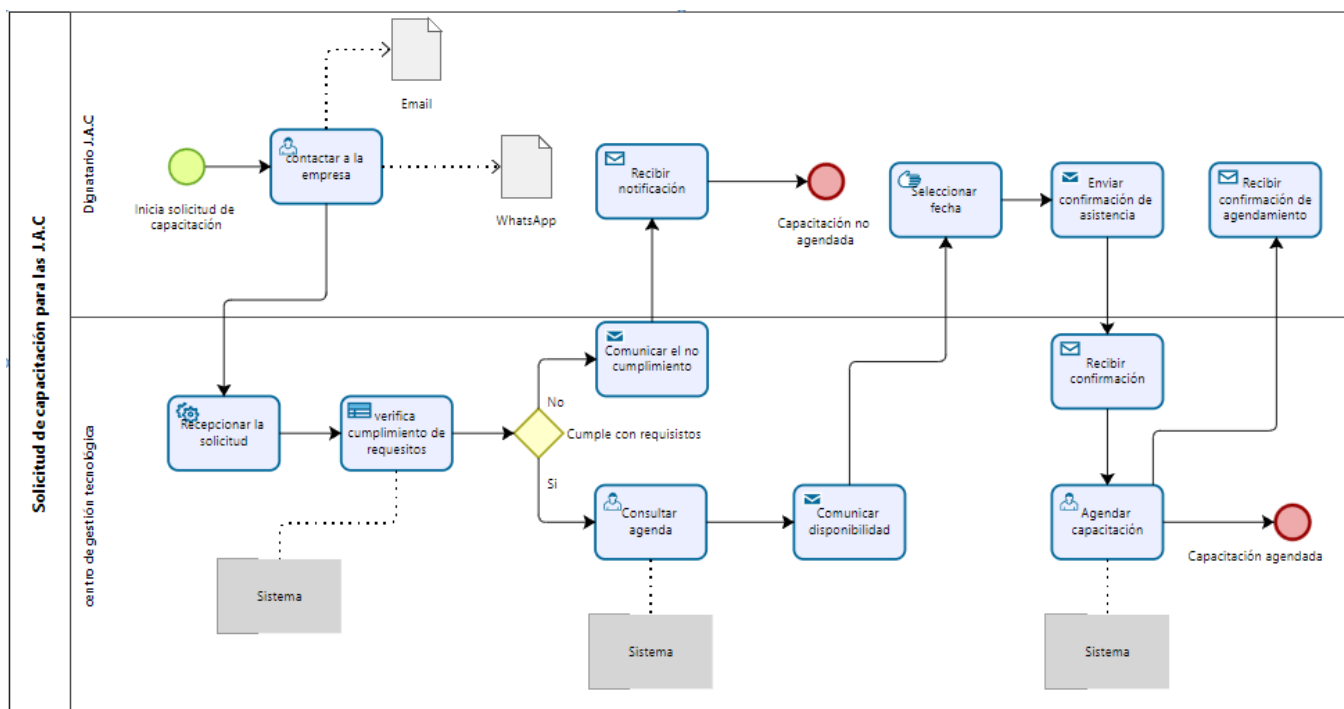 Solicitud de capacitación para las J.A.C
Dignatario J.A.C
Inicia solicitud de
capacitación
contactar a la
empresa
Email
WhatsApp
Recibir
notificación
Capacitación no
agendada
Seleccionar
fecha
Enviar
confirmación de
asistencia
Recibir
confirmación de
agendamiento
centro de gestión tecnológica
Recepcionar la
solicitud
verifica
cumplimiento de
requesitos
Sistema
No
Cumple con requisistos
Si
Comunicar el no
cumplimiento
Consultar
agenda
Sistema
Comunicar
disponibilidad
Recibir
confirmación
Agendar
capacitación
Capacitación agendada
Sistema